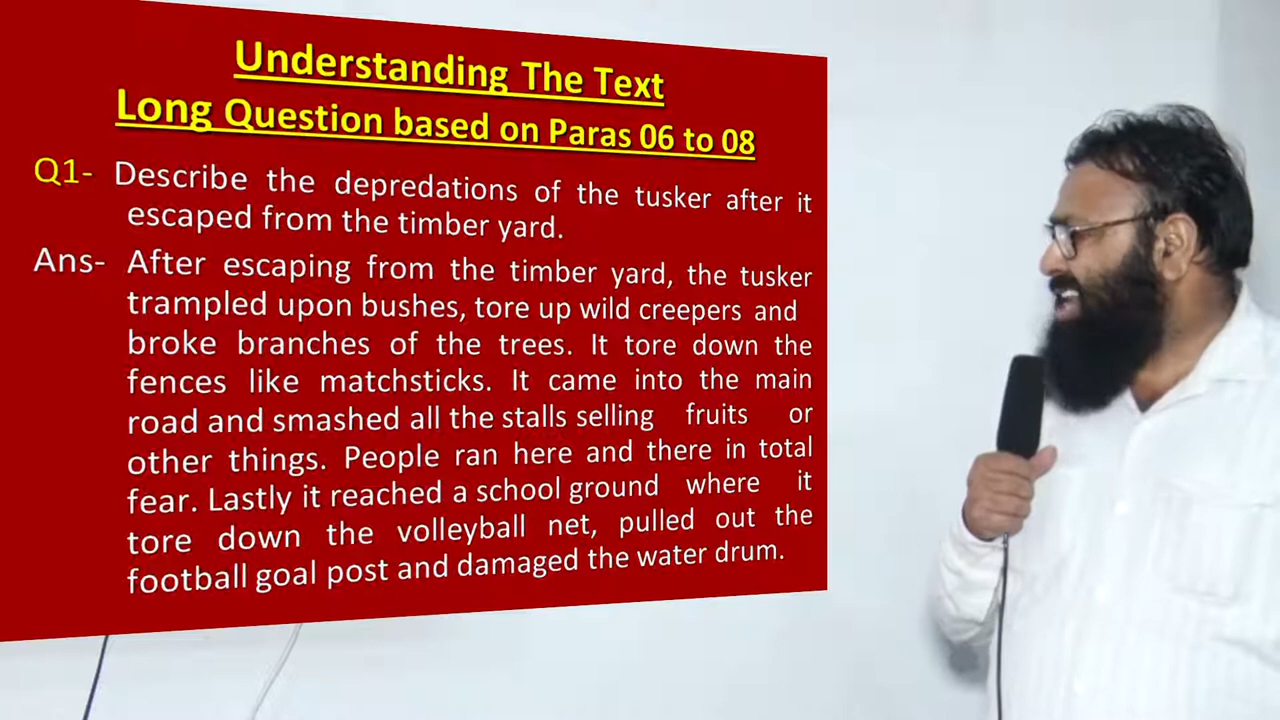 Understanding The Text
Long Question based on Paras 06 to 08
Q1- Describe the depredations of the tusker after it
escaped from the timber yard.
Ans- After escaping from the timber yard, the tusker
trampled upon bushes, tore up wild creepers and
broke branches of the trees. It tore down the
fences like matchsticks. It came into the main
road and smashed all the stalls selling fruits or
other things. People ran here and there in total
fear. Lastly it reached a school ground where it
tore down the volleyball net, pulled out the
football goal post and damaged the water drum.